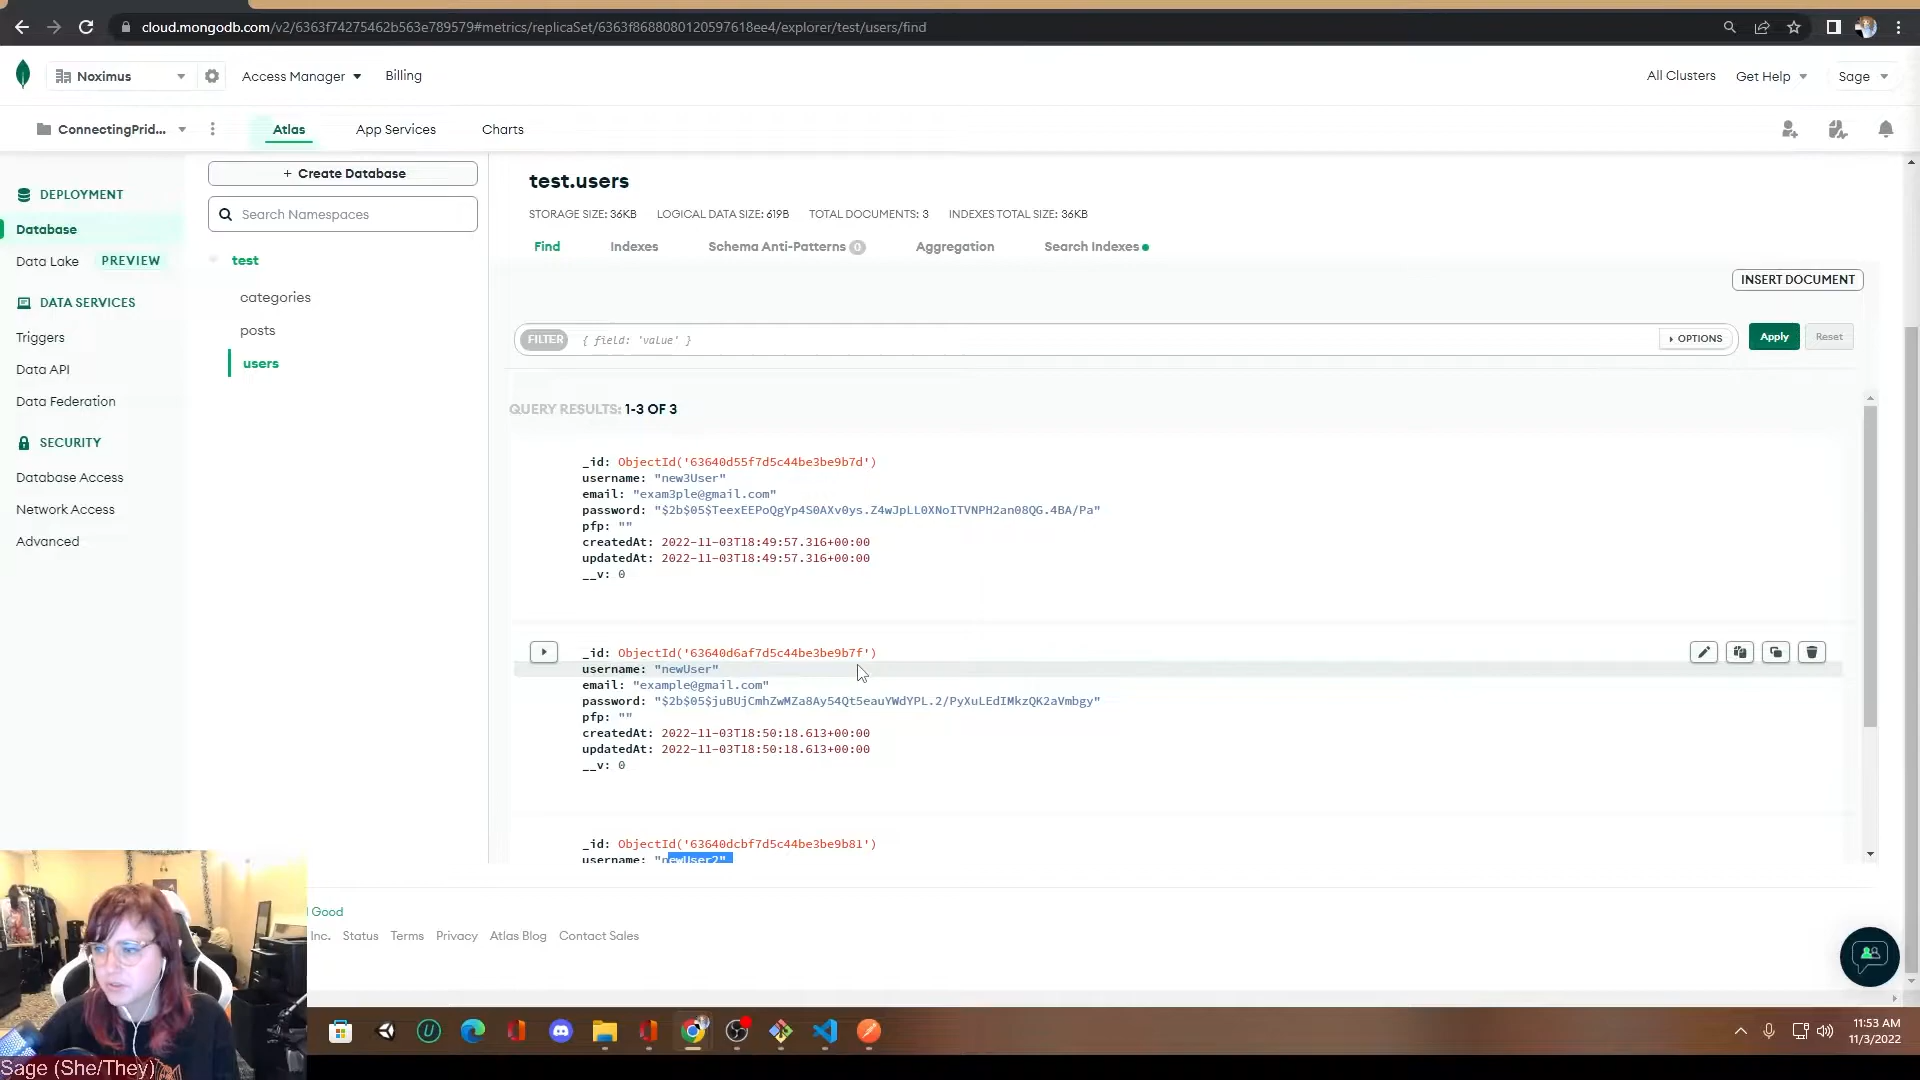 cloud.mongodb.com/v2/6363f74275462b563e789579#metrics/replicaSet/6363f8688080120597618ee4/explorer/test/users/find
Noximus
Access Manager
Billing
All Clusters
Get Help
Sage
ConnectingPrid...
Atlas
App Services
Charts
DEPLOYMENT
Database
Data Lake PREVIEW
DATA SERVICES
Triggers
Data API
Data Federation
SECURITY
Database Access
Network Access
Advanced
+ Create Database
Search Namespaces
test
categories
posts
users
test.users
STORAGE SIZE: 36KB LOGICAL DATA SIZE: 619B TOTAL DOCUMENTS: 3 INDEXES TOTAL SIZE: 36KB
Find Indexes Schema Anti-Patterns 0 Aggregation Search Indexes
INSERT DOCUMENT
FILTER { field: 'value' } OPTIONS Apply Reset
QUERY RESULTS: 1-3 OF 3
_id: ObjectId('63640d55f7d5c44be3be9b7d')
username: "new3User"
email: "exam3ple@gmail.com"
password: "$2b$05$TeexEEPoQgYp4S0AXv0ys.Z4wJpLL0XNoITVNPH2an08QG.4BA/Pa"
pfp: ""
createdAt: 2022-11-03T18:49:57.316+00:00
updatedAt: 2022-11-03T18:49:57.316+00:00
__v: 0
_id: ObjectId('63640d6af7d5c44be3be9b7f')
username: "newUser"
email: "example@gmail.com"
password: "$2b$05$juBUjCmhZwMZa8Ay54Qt5eauYWdYPL.2/PyXuLEdIMkzQK2aVmbgy"
pfp: ""
createdAt: 2022-11-03T18:50:18.613+00:00
updatedAt: 2022-11-03T18:50:18.613+00:00
__v: 0
_id: ObjectId('63640dcbf7d5c44be3be9b81')
username: "newUser2"
Good
Inc. Status Terms Privacy Atlas Blog Contact Sales
Sage (She/They)
11:53 AM
11/3/2022